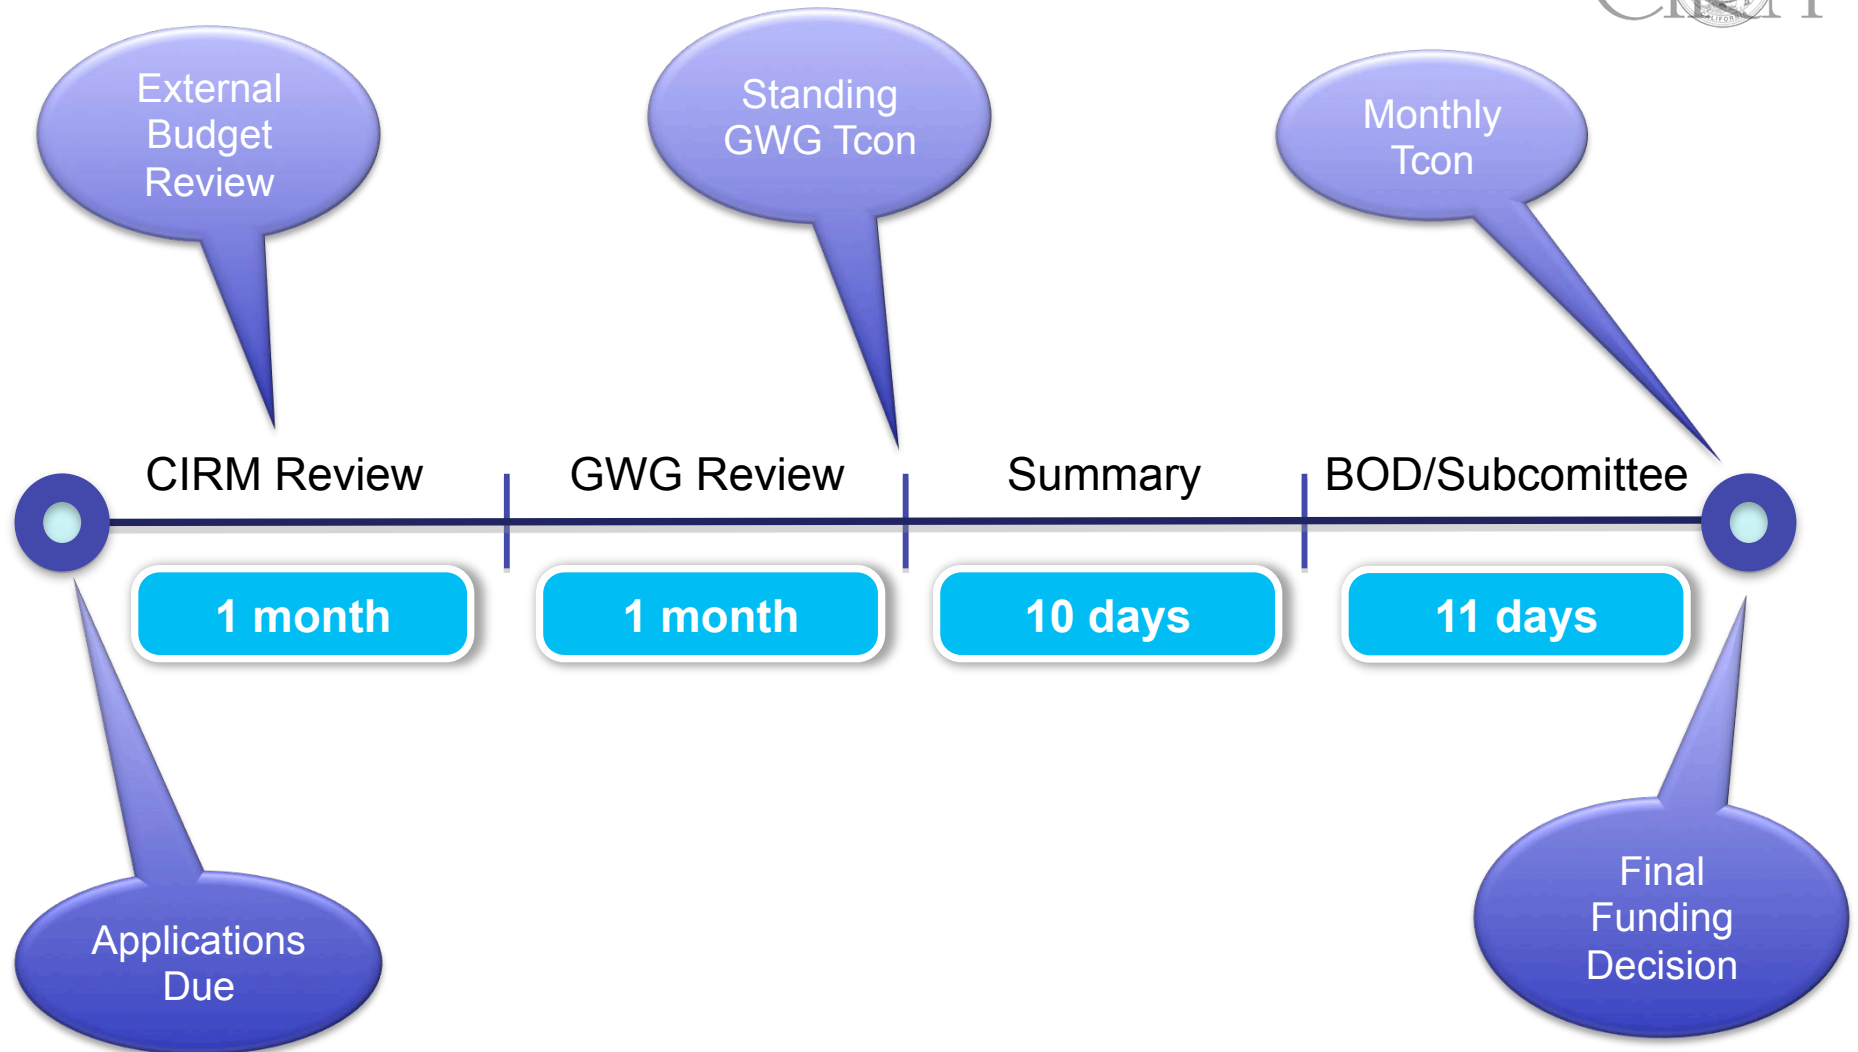 External
Budget
Review
Standing
GWG Tcon
Monthly
Tcon
CIRM Review
GWG Review
Summary
BOD/Subcomittee
1 month
1 month
10 days
11 days
Applications
Due
Final
Funding
Decision